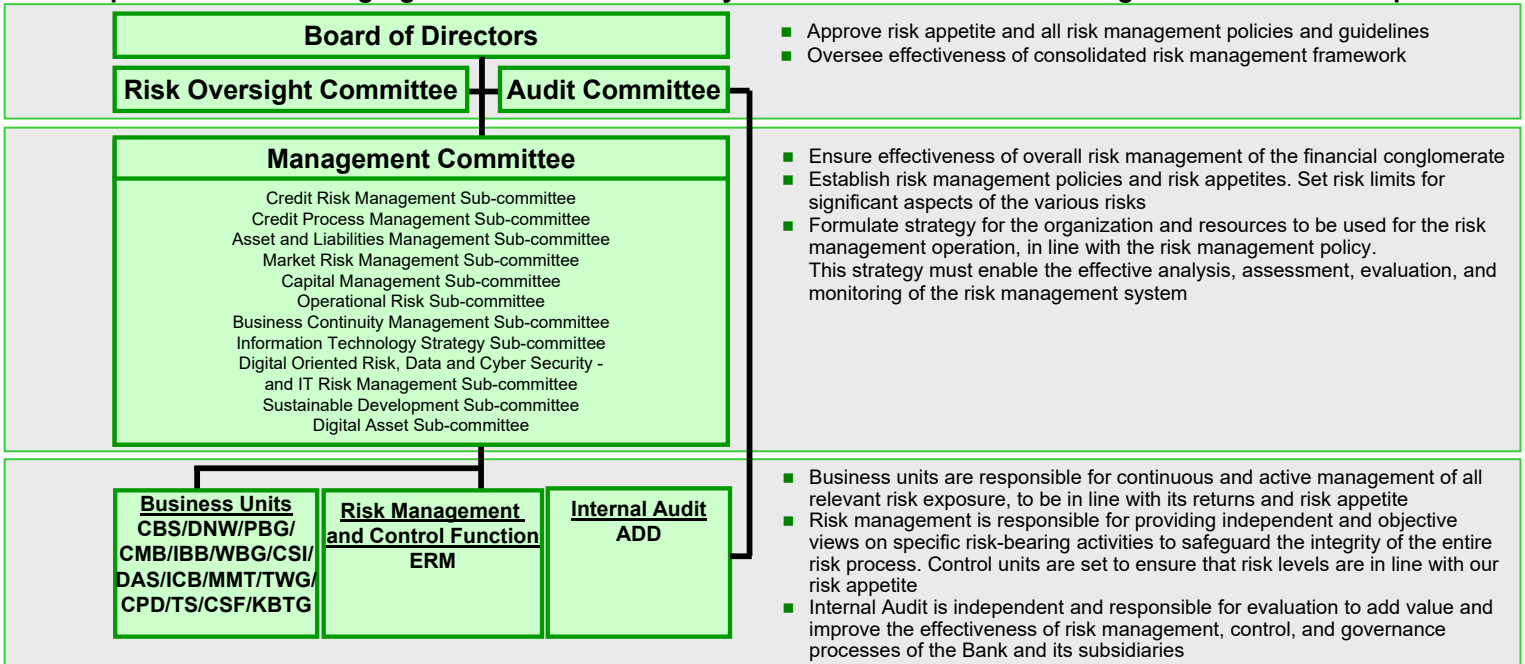 Board of Directors
Risk Oversight Committee
Audit Committee
■ Approve risk appetite and all risk management policies and guidelines
■ Oversee effectiveness of consolidated risk management framework
Management Committee
Credit Risk Management Sub-committee
Credit Process Management Sub-committee
Asset and Liabilities Management Sub-committee
Market Risk Management Sub-committee
Capital Management Sub-committee
Operational Risk Sub-committee
Business Continuity Management Sub-committee
Information Technology Strategy Sub-committee
Digital Oriented Risk, Data and Cyber Security -
and IT Risk Management Sub-committee
Sustainable Development Sub-committee
Digital Asset Sub-committee
■ Ensure effectiveness of overall risk management of the financial conglomerate
■ Establish risk management policies and risk appetites. Set risk limits for
significant aspects of the various risks
■ Formulate strategy for the organization and resources to be used for the risk
management operation, in line with the risk management policy.
This strategy must enable the effective analysis, assessment, evaluation, and
monitoring of the risk management system
Business Units
CBS/DNW/PBG/
CMB/IBB/WBG/CSI/
DAS/ICB/MMT/TWG/
CPD/TS/CSF/KBTG
Risk Management
and Control Function
ERM
Internal Audit
ADD
■ Business units are responsible for continuous and active management of all
relevant risk exposure, to be in line with its returns and risk appetite
■ Risk management is responsible for providing independent and objective
views on specific risk-bearing activities to safeguard the integrity of the entire
risk process. Control units are set to ensure that risk levels are in line with our
risk appetite
■ Internal Audit is independent and responsible for evaluation to add value and
improve the effectiveness of risk management, control, and governance
processes of the Bank and its subsidiaries